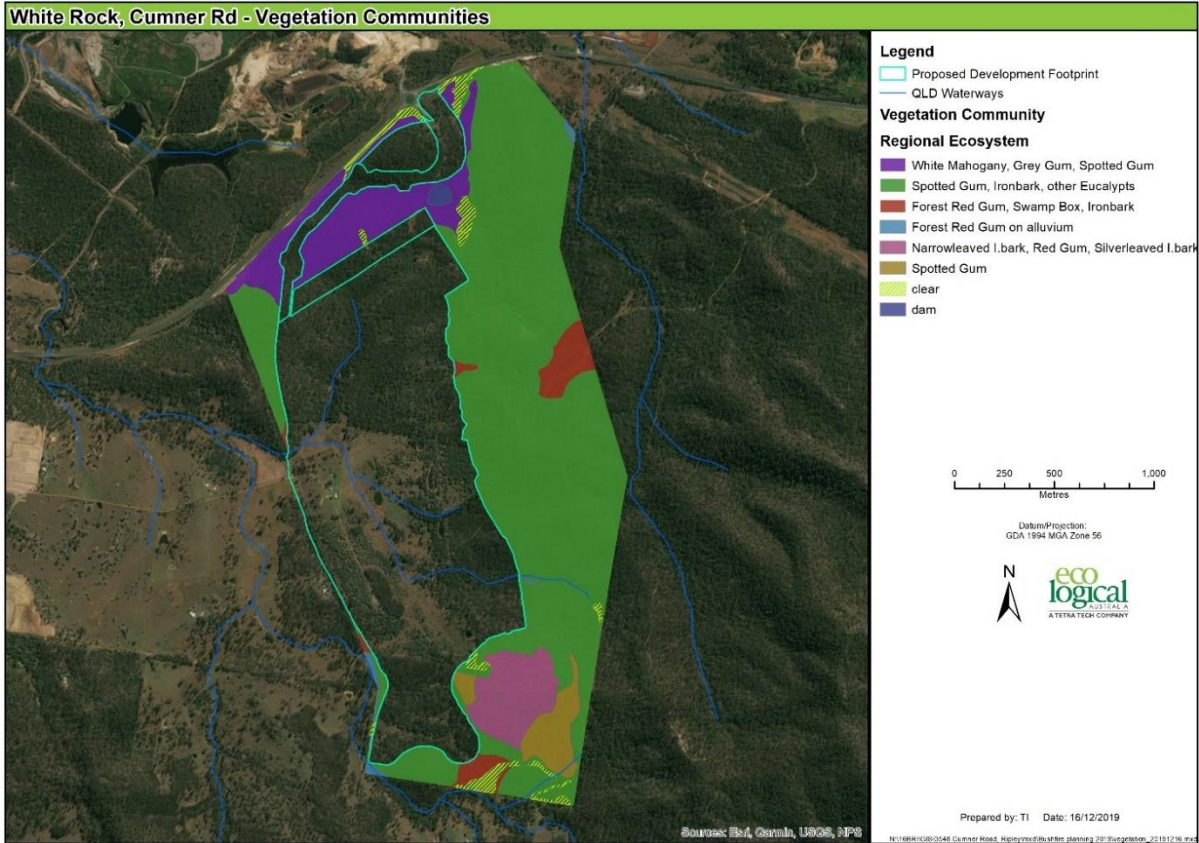 White Rock, Cumner Rd - Vegetation Communities
Legend
Proposed Development Footprint
QLD Waterways
Vegetation Community
Regional Ecosystem
White Mahogany, Grey Gum, Spotted Gum
Spotted Gum, Ironbark, other Eucalypts
Forest Red Gum, Swamp Box, Ironbark
Forest Red Gum on alluvium
Narrowleaved I.bark, Red Gum, Silverleaved I.bark
Spotted Gum
clear
dam
0 250 500 1,000
Metres
Datum/Projection:
GDA 1994 MGA Zone 56
N
eco
logical
AUSTRALIA
A TETRA TECH COMPANY
Prepared by: TI Date: 16/12/2019
Sources: Esri, Garmin, USGS, NPS